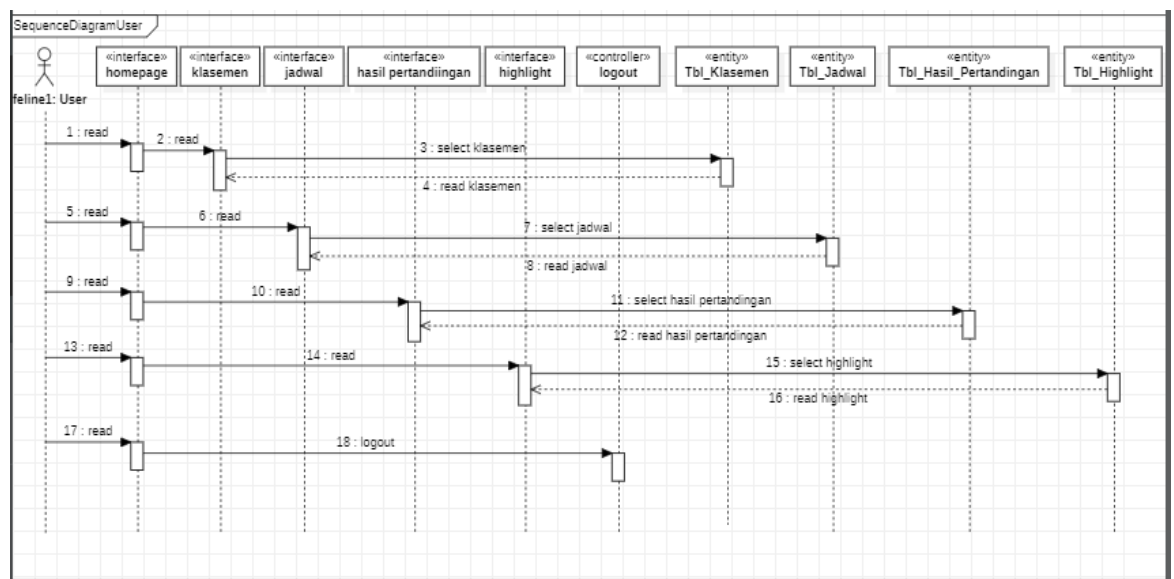 SequenceDiagramUser
«interface» homepage
«interface» klasemen
«interface» jadwal
«interface» hasil pertandiingan
«interface» highlight
«controller» logout
«entity» Tbl_Klasemen
«entity» Tbl_Jadwal
«entity» Tbl_Hasil_Pertandingan
«entity» Tbl_Highlight
feline1: User
1 : read
2 : read
3 : select klasemen
4 : read klasemen
5 : read
6 : read
7 : select jadwal
8 : read jadwal
9 : read
10 : read
11 : select hasil pertandingan
12 : read hasil pertandingan
13 : read
14 : read
15 : select highlight
16 : read highlight
17 : read
18 : logout